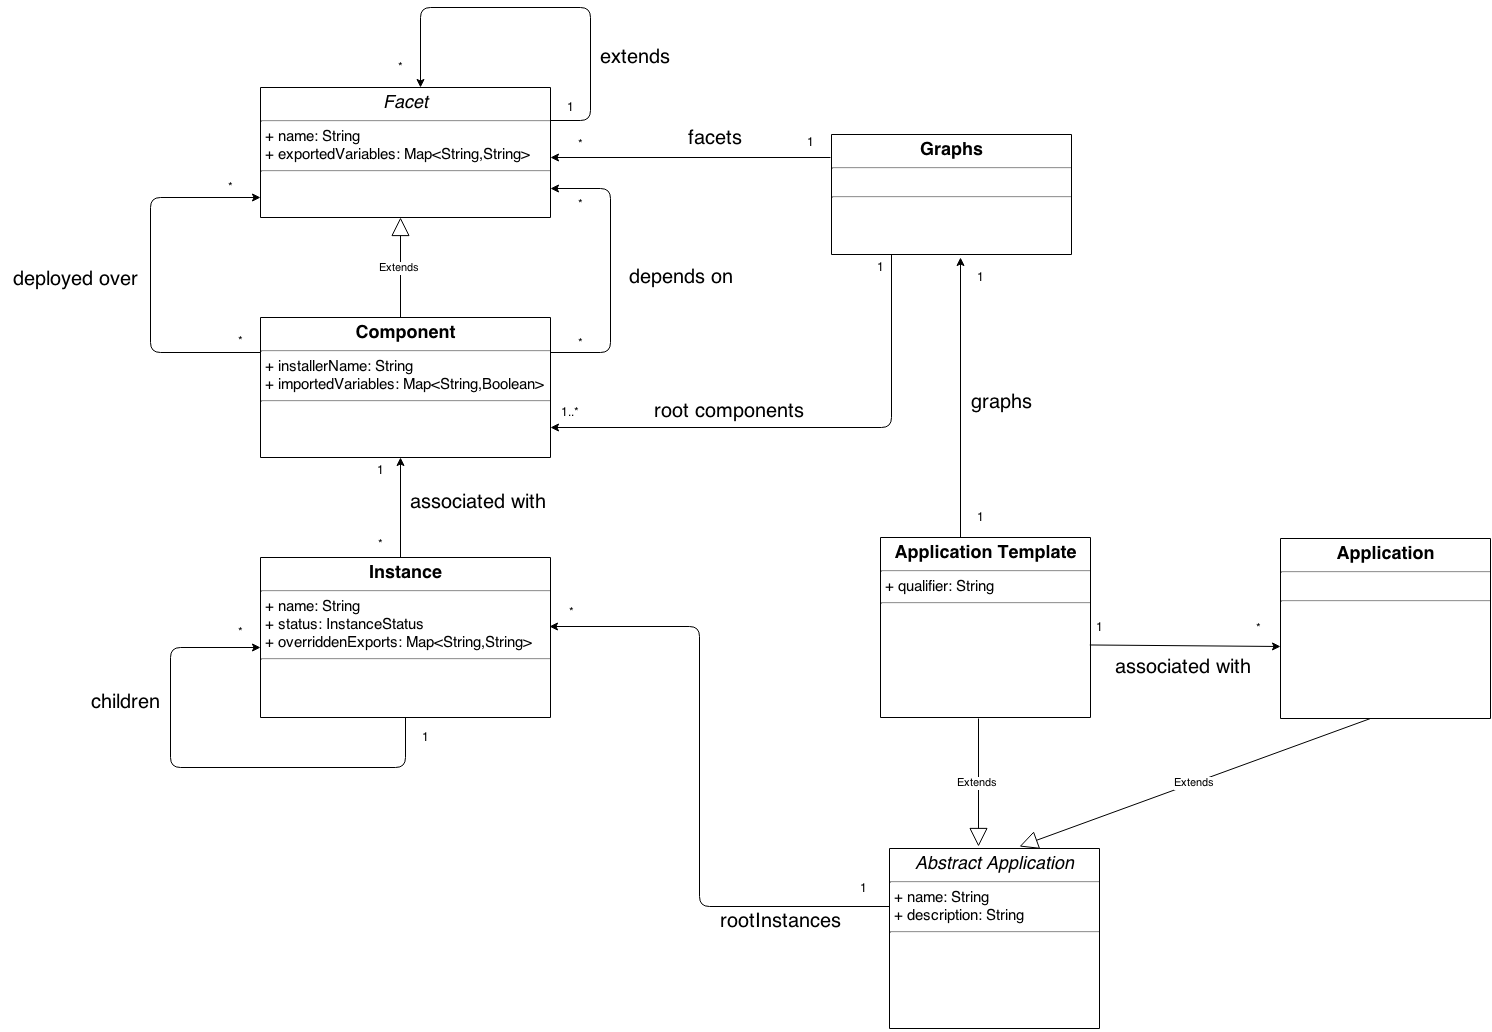 *
extends
Facet
1
+ name: String
+ exportedVariables: Map<String,String>
*
facets
1
Graphs
*
*
Extends
deployed over
depends on
1
1
*
Component
*
+ installerName: String
+ importedVariables: Map<String,Boolean>
1..*
root components
graphs
1
associated with
*
1
Instance
+ name: String
+ status: InstanceStatus
+ overriddenExports: Map<String,String>
*
*
children
1
Application Template
+ qualifier: String
Application
1
*
associated with
Extends
Extends
Abstract Application
+ name: String
+ description: String
1
rootInstances